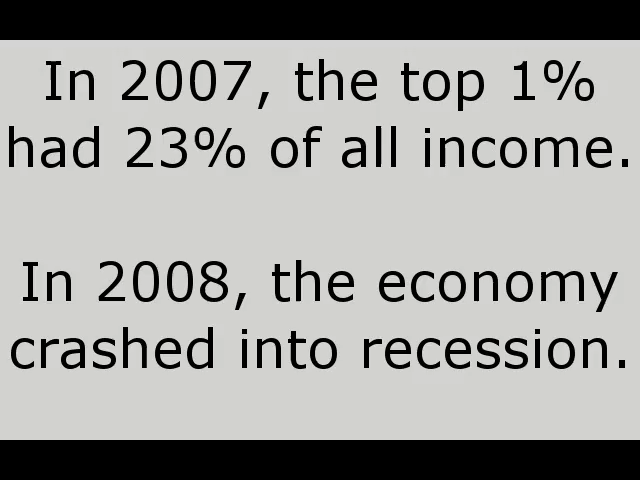 In 2007, the top 1%
had 23% of all income.
In 2008, the economy
crashed into recession.